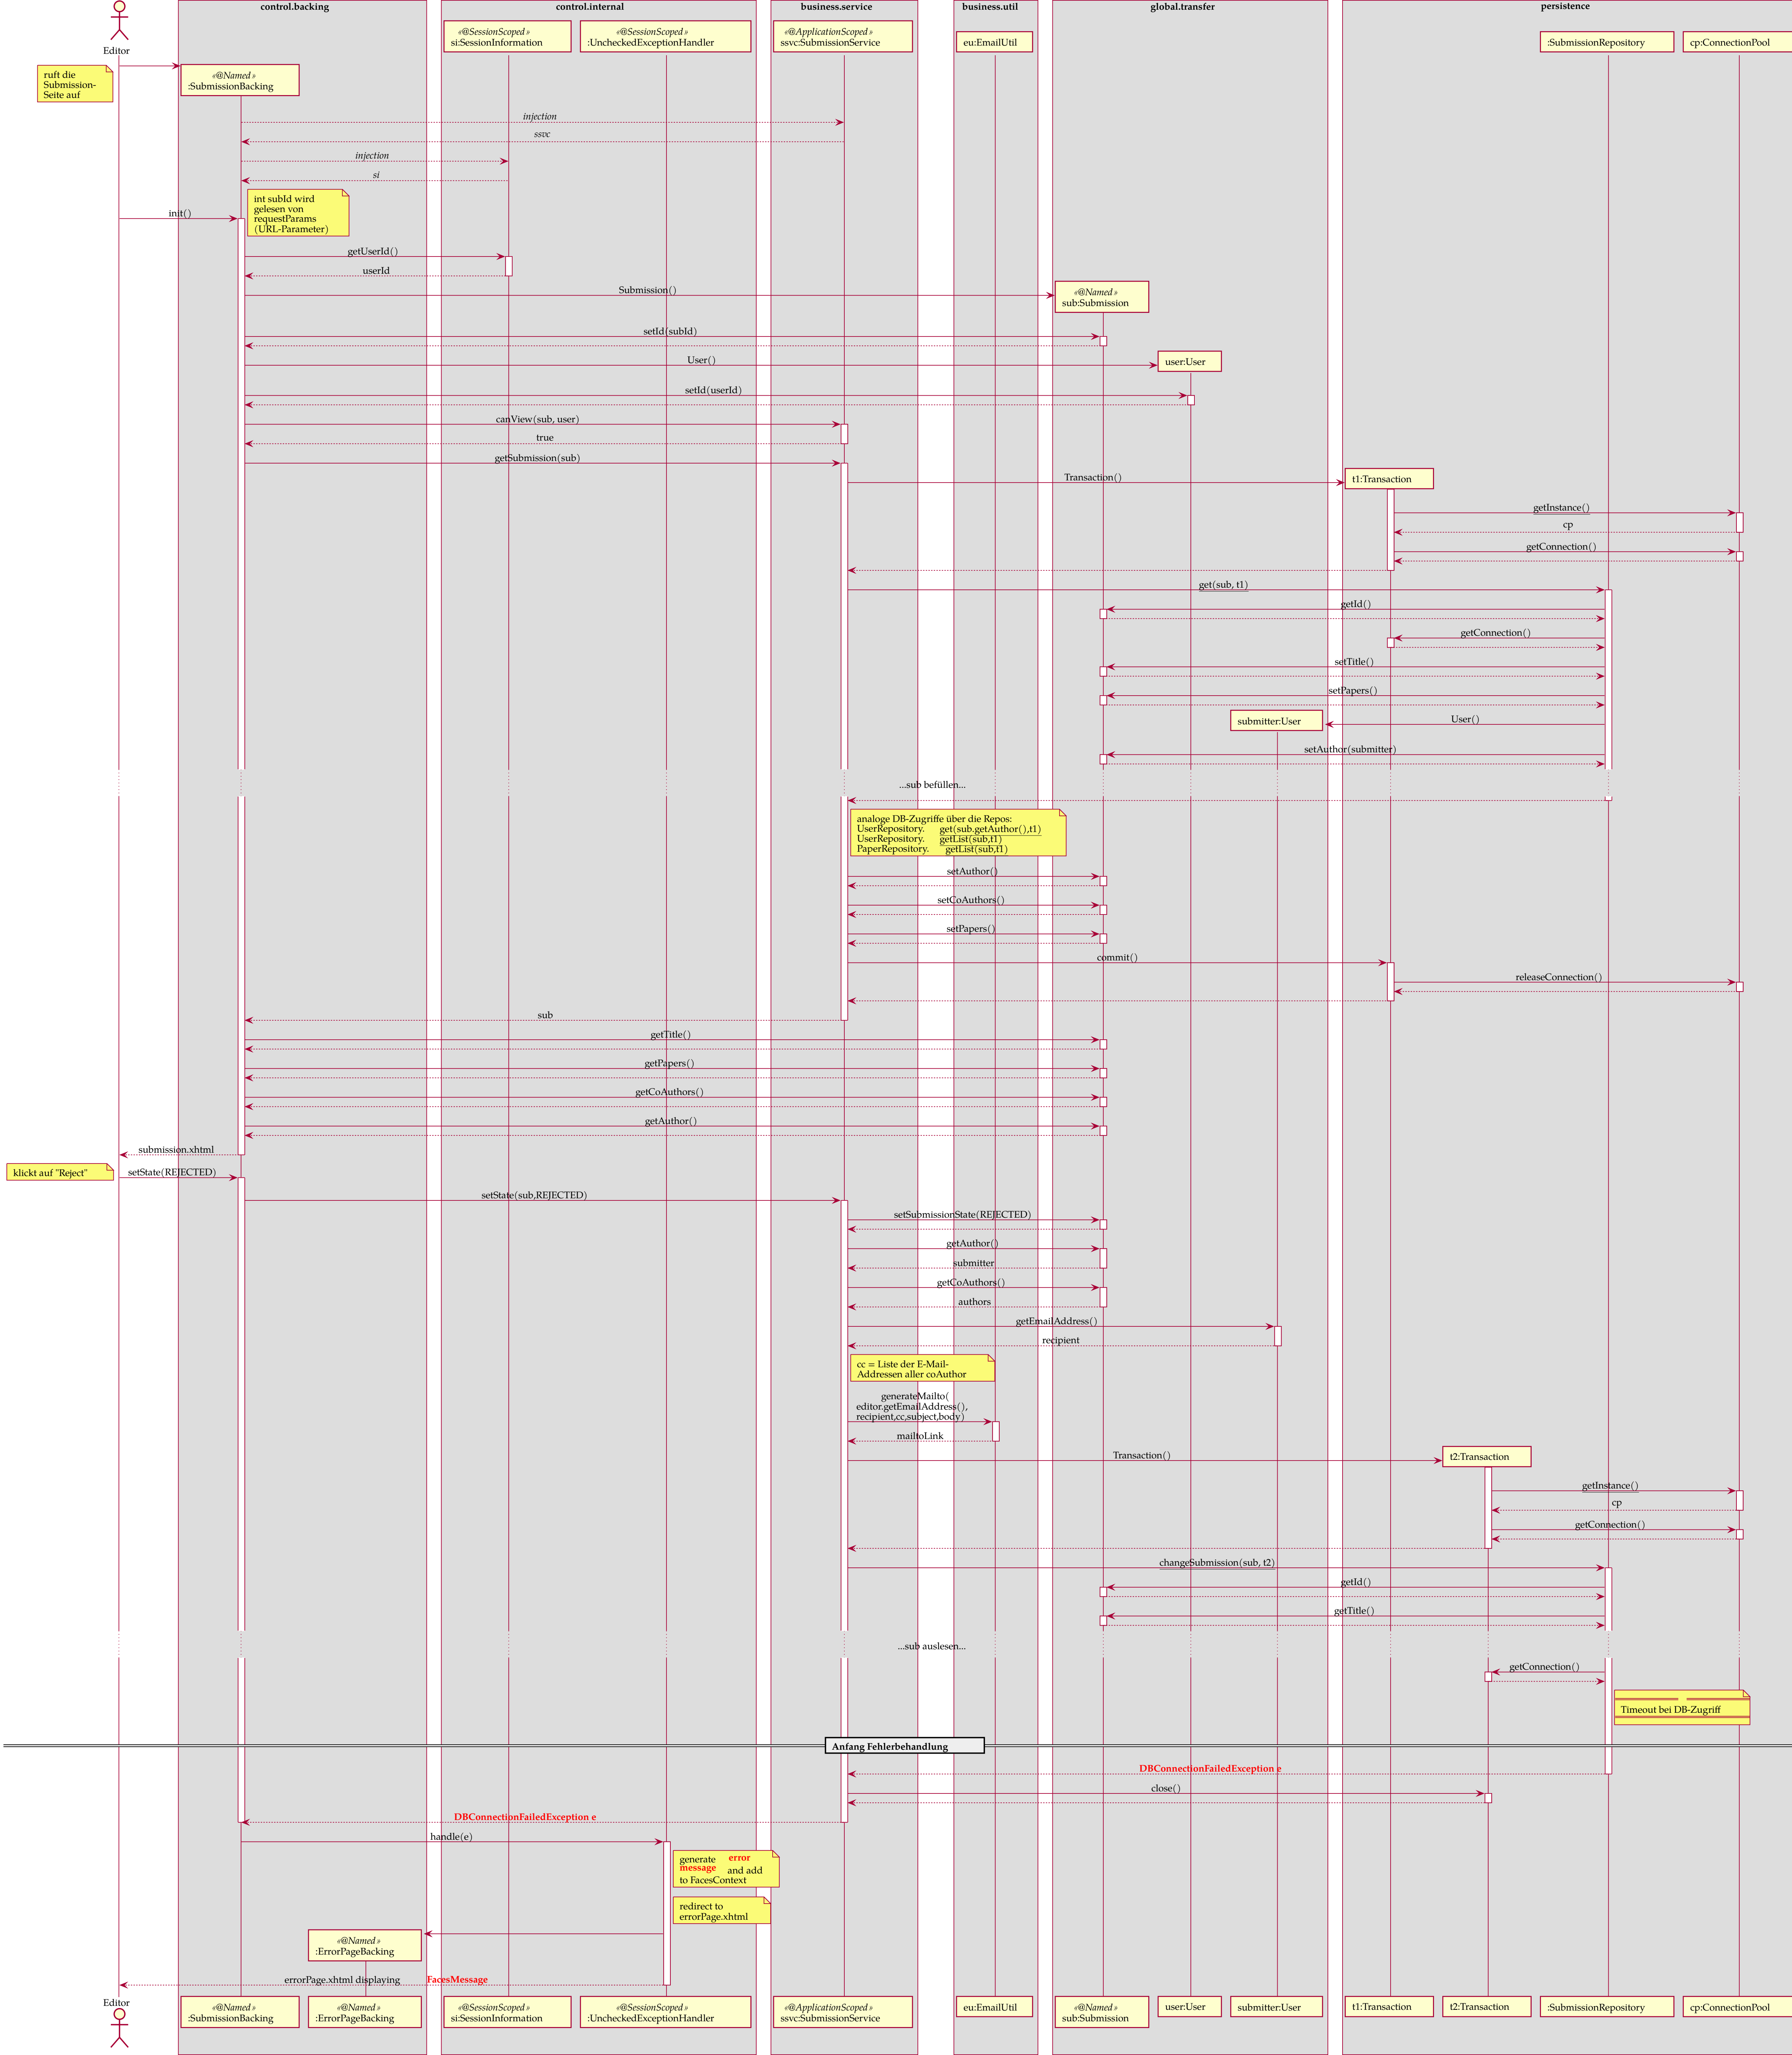 control.backing
control.internal
business.service
business.util
global.transfer
persistence
Editor
«@SessionScoped»
si:SessionInformation
«@SessionScoped»
:UncheckedExceptionHandler
«@ApplicationScoped»
ssvc:SubmissionService
eu:EmailUtil
:SubmissionRepository
cp:ConnectionPool
ruft die
Submission-
Seite auf
«@Named»
:SubmissionBacking
injection
ssvc
injection
si
int subId wird
gelesen von
requestParams
(URL-Parameter)
init()
getUserId()
userId
Submission()
«@Named»
sub:Submission
setId(subId)
User()
user:User
setId(userId)
canView(sub, user)
true
getSubmission(sub)
Transaction()
t1:Transaction
getInstance()
cp
getConnection()
get(sub, t1)
getId()
getConnection()
setTitle()
setPapers()
submitter:User
User()
setAuthor(submitter)
...sub befüllen...
analoge DB-Zugriffe über die Repos:
UserRepository. get(sub.getAuthor(),t1)
UserRepository. getList(sub,t1)
PaperRepository. getList(sub,t1)
setAuthor()
setCoAuthors()
setPapers()
commit()
releaseConnection()
sub
getTitle()
getPapers()
getCoAuthors()
getAuthor()
submission.xhtml
klickt auf "Reject"
setState(REJECTED)
setState(sub,REJECTED)
setSubmissionState(REJECTED)
getAuthor()
submitter
getCoAuthors()
authors
getEmailAddress()
recipient
cc = Liste der E-Mail-
Addressen aller coAuthor
generateMailto(
editor.getEmailAddress(),
recipient,cc,subject,body)
mailtoLink
Transaction()
t2:Transaction
getInstance()
cp
getConnection()
changeSubmission(sub, t2)
getId()
getTitle()
...sub auslesen...
getConnection()
Timeout bei DB-Zugriff
Anfang Fehlerbehandlung
DBConnectionFailedException e
close()
DBConnectionFailedException e
handle(e)
generate error
message and add
to FacesContext
redirect to
errorPage.xhtml
«@Named»
:ErrorPageBacking
errorPage.xhtml displaying FacesMessage
Editor
«@Named»
:SubmissionBacking
«@Named»
:ErrorPageBacking
«@SessionScoped»
si:SessionInformation
«@SessionScoped»
:UncheckedExceptionHandler
«@ApplicationScoped»
ssvc:SubmissionService
eu:EmailUtil
«@Named»
sub:Submission
user:User
submitter:User
t1:Transaction
t2:Transaction
:SubmissionRepository
cp:ConnectionPool